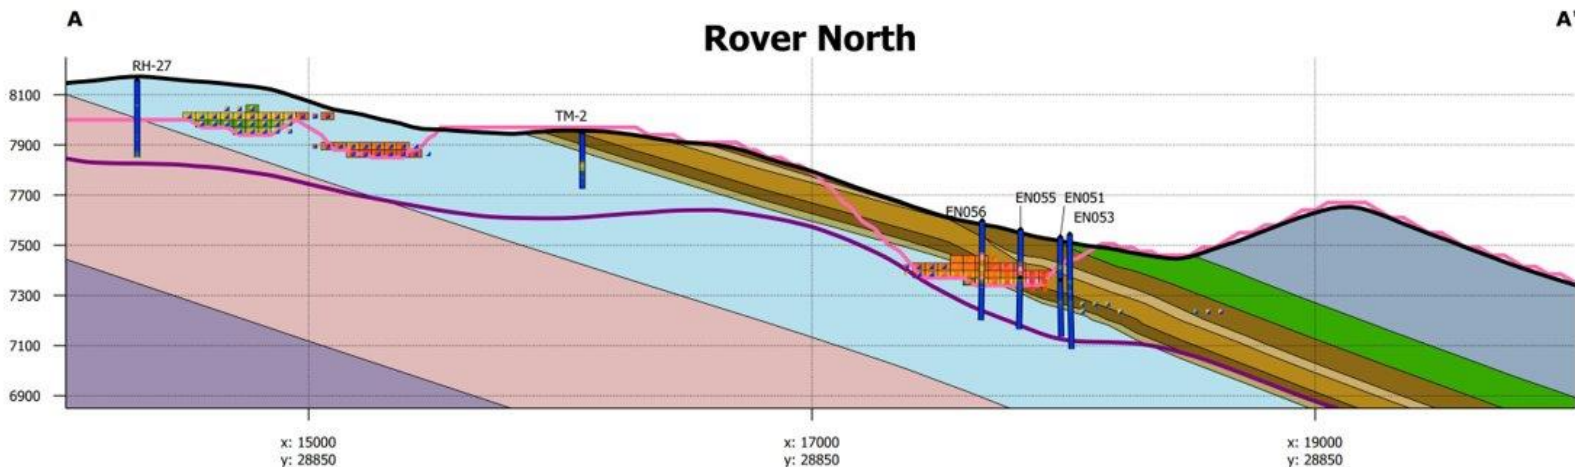 A
A'
Rover North
RH-27
8100
TM-2
7900
7700
EN055
EN051
EN056
EN053
7500
7300
7100
6900
x: 15000
x: 17000
x: 19000
y: 28850
y: 28850
y: 28850